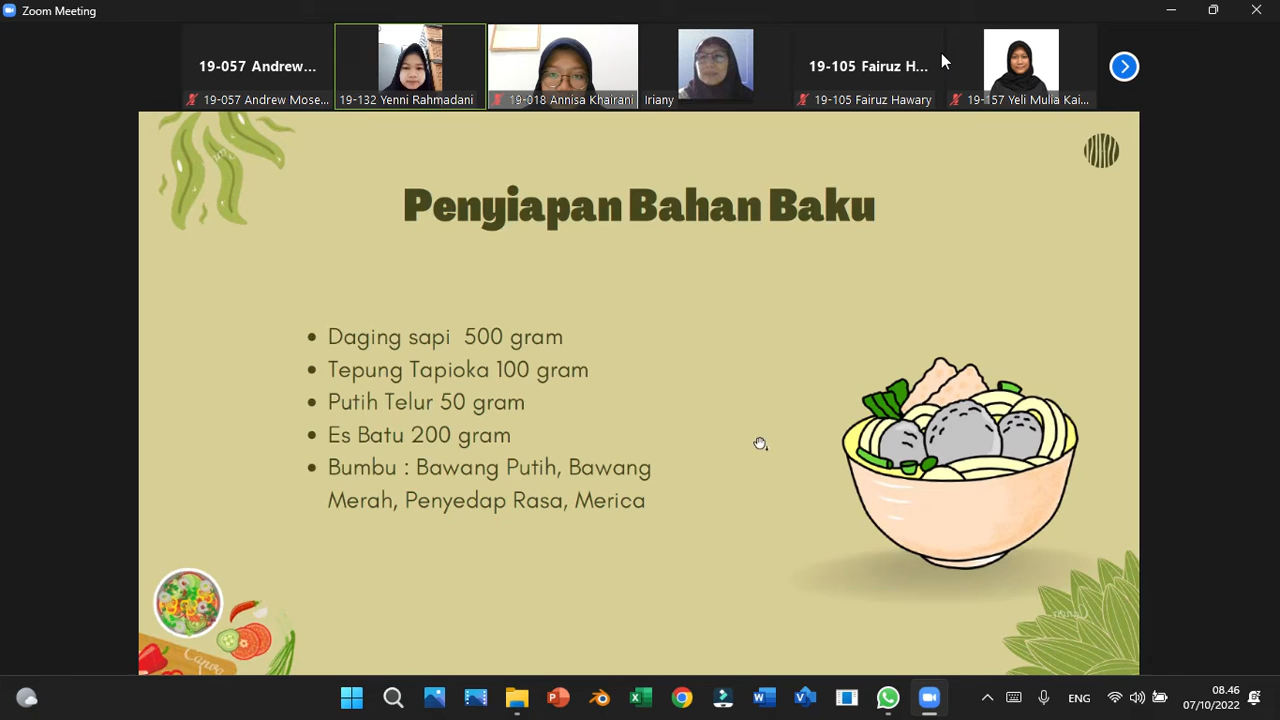 Zoom Meeting
19-057 Andrew...
19-105 Fairuz H...
19-057 Andrew Mose...
19-132 Yenni Rahmadani
19-018 Annisa Khairani
Iriany
19-105 Fairuz Hawary
19-157 Yeli Mulia Kai...
Penyiapan Bahan Baku
• Daging sapi 500 gram
• Tepung Tapioka 100 gram
• Putih Telur 50 gram
• Es Batu 200 gram
• Bumbu : Bawang Putih, Bawang
Merah, Penyedap Rasa, Merica
Canva
ENG
08.46
07/10/2022